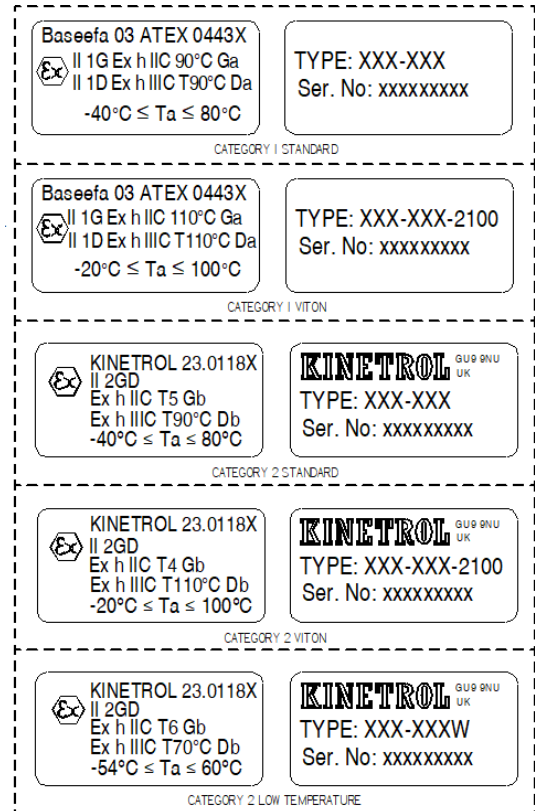 Baseefa 03 ATEX 0443X
Ex II 1G Ex h IIC 90°C Ga
II 1D Ex h IIIC T90°C Da
-40°C ≤ Ta ≤ 80°C
TYPE: XXX-XXX
Ser. No: xxxxxxxxx
CATEGORY 1 STANDARD
Baseefa 03 ATEX 0443X
Ex II 1G Ex h IIC 110°C Ga
II 1D Ex h IIIC T110°C Da
-20°C ≤ Ta ≤ 100°C
TYPE: XXX-XXX-2100
Ser. No: xxxxxxxxx
CATEGORY 1 VITON
KINETROL 23.0118X
Ex II 2GD
Ex h IIC T5 Gb
Ex h IIIC T90°C Db
-40°C ≤ Ta ≤ 80°C
KINETROL GU9 9NU
UK
TYPE: XXX-XXX
Ser. No: xxxxxxxxx
CATEGORY 2 STANDARD
KINETROL 23.0118X
Ex II 2GD
Ex h IIC T4 Gb
Ex h IIIC T110°C Db
-20°C ≤ Ta ≤ 100°C
KINETROL GU9 9NU
UK
TYPE: XXX-XXX-2100
Ser. No: xxxxxxxxx
CATEGORY 2 VITON
KINETROL 23.0118X
Ex II 2GD
Ex h IIC T6 Gb
Ex h IIIC T70°C Db
-54°C ≤ Ta ≤ 60°C
KINETROL GU9 9NU
UK
TYPE: XXX-XXXW
Ser. No: xxxxxxxxx
CATEGORY 2 LOW TEMPERATURE